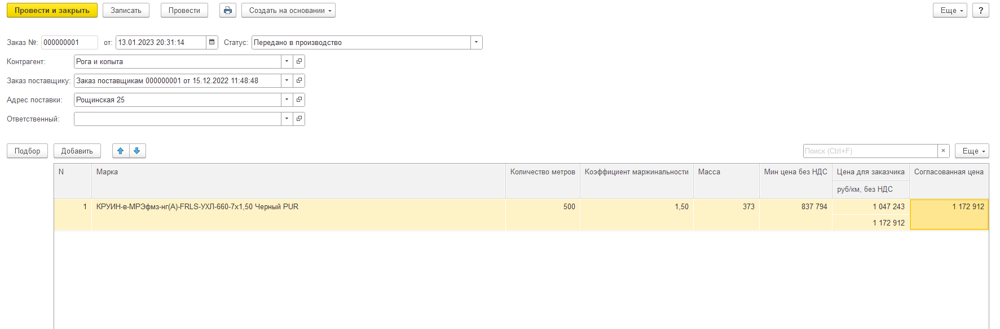 Провести и закрыть Записать Провести Создать на основании Еще ?
Заказ №: 000000001 от: 13.01.2023 20:31:14 Статус: Передано в производство
Контрагент: Рога и копыта
Заказ поставщику: Заказ поставщикам 000000001 от 15.12.2022 11:48:48
Адрес поставки: Рощинская 25
Ответственный:
Подбор Добавить Поиск (Ctrl+F) × Еще
N Марка Количество метров Коэффициент маржинальности Масса Мин цена без НДС Цена для заказчика Согласованная цена
руб/км, без НДС
1 КРУИН-в-МРЭфмз-нг(А)-FRLS-УХЛ-660-7х1,50 Черный PUR 500 1,50 373 837 794 1 047 243 1 172 912
1 172 912